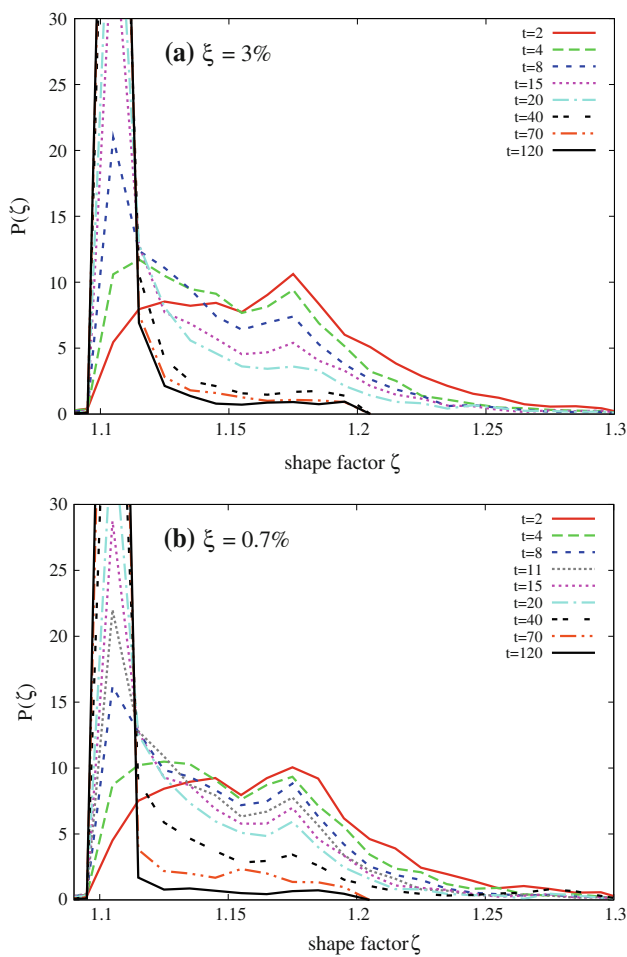 (a) ξ = 3%
t=2
t=4
t=8
t=15
t=20
t=40
t=70
t=120
30
25
20
15
10
5
0
P(ζ)
1.1 1.15 1.2 1.25 1.3
shape factor ζ
(b) ξ = 0.7%
t=2
t=4
t=8
t=11
t=15
t=20
t=40
t=70
t=120
30
25
20
15
10
5
0
P(ζ)
1.1 1.15 1.2 1.25 1.3
shape factor ζ